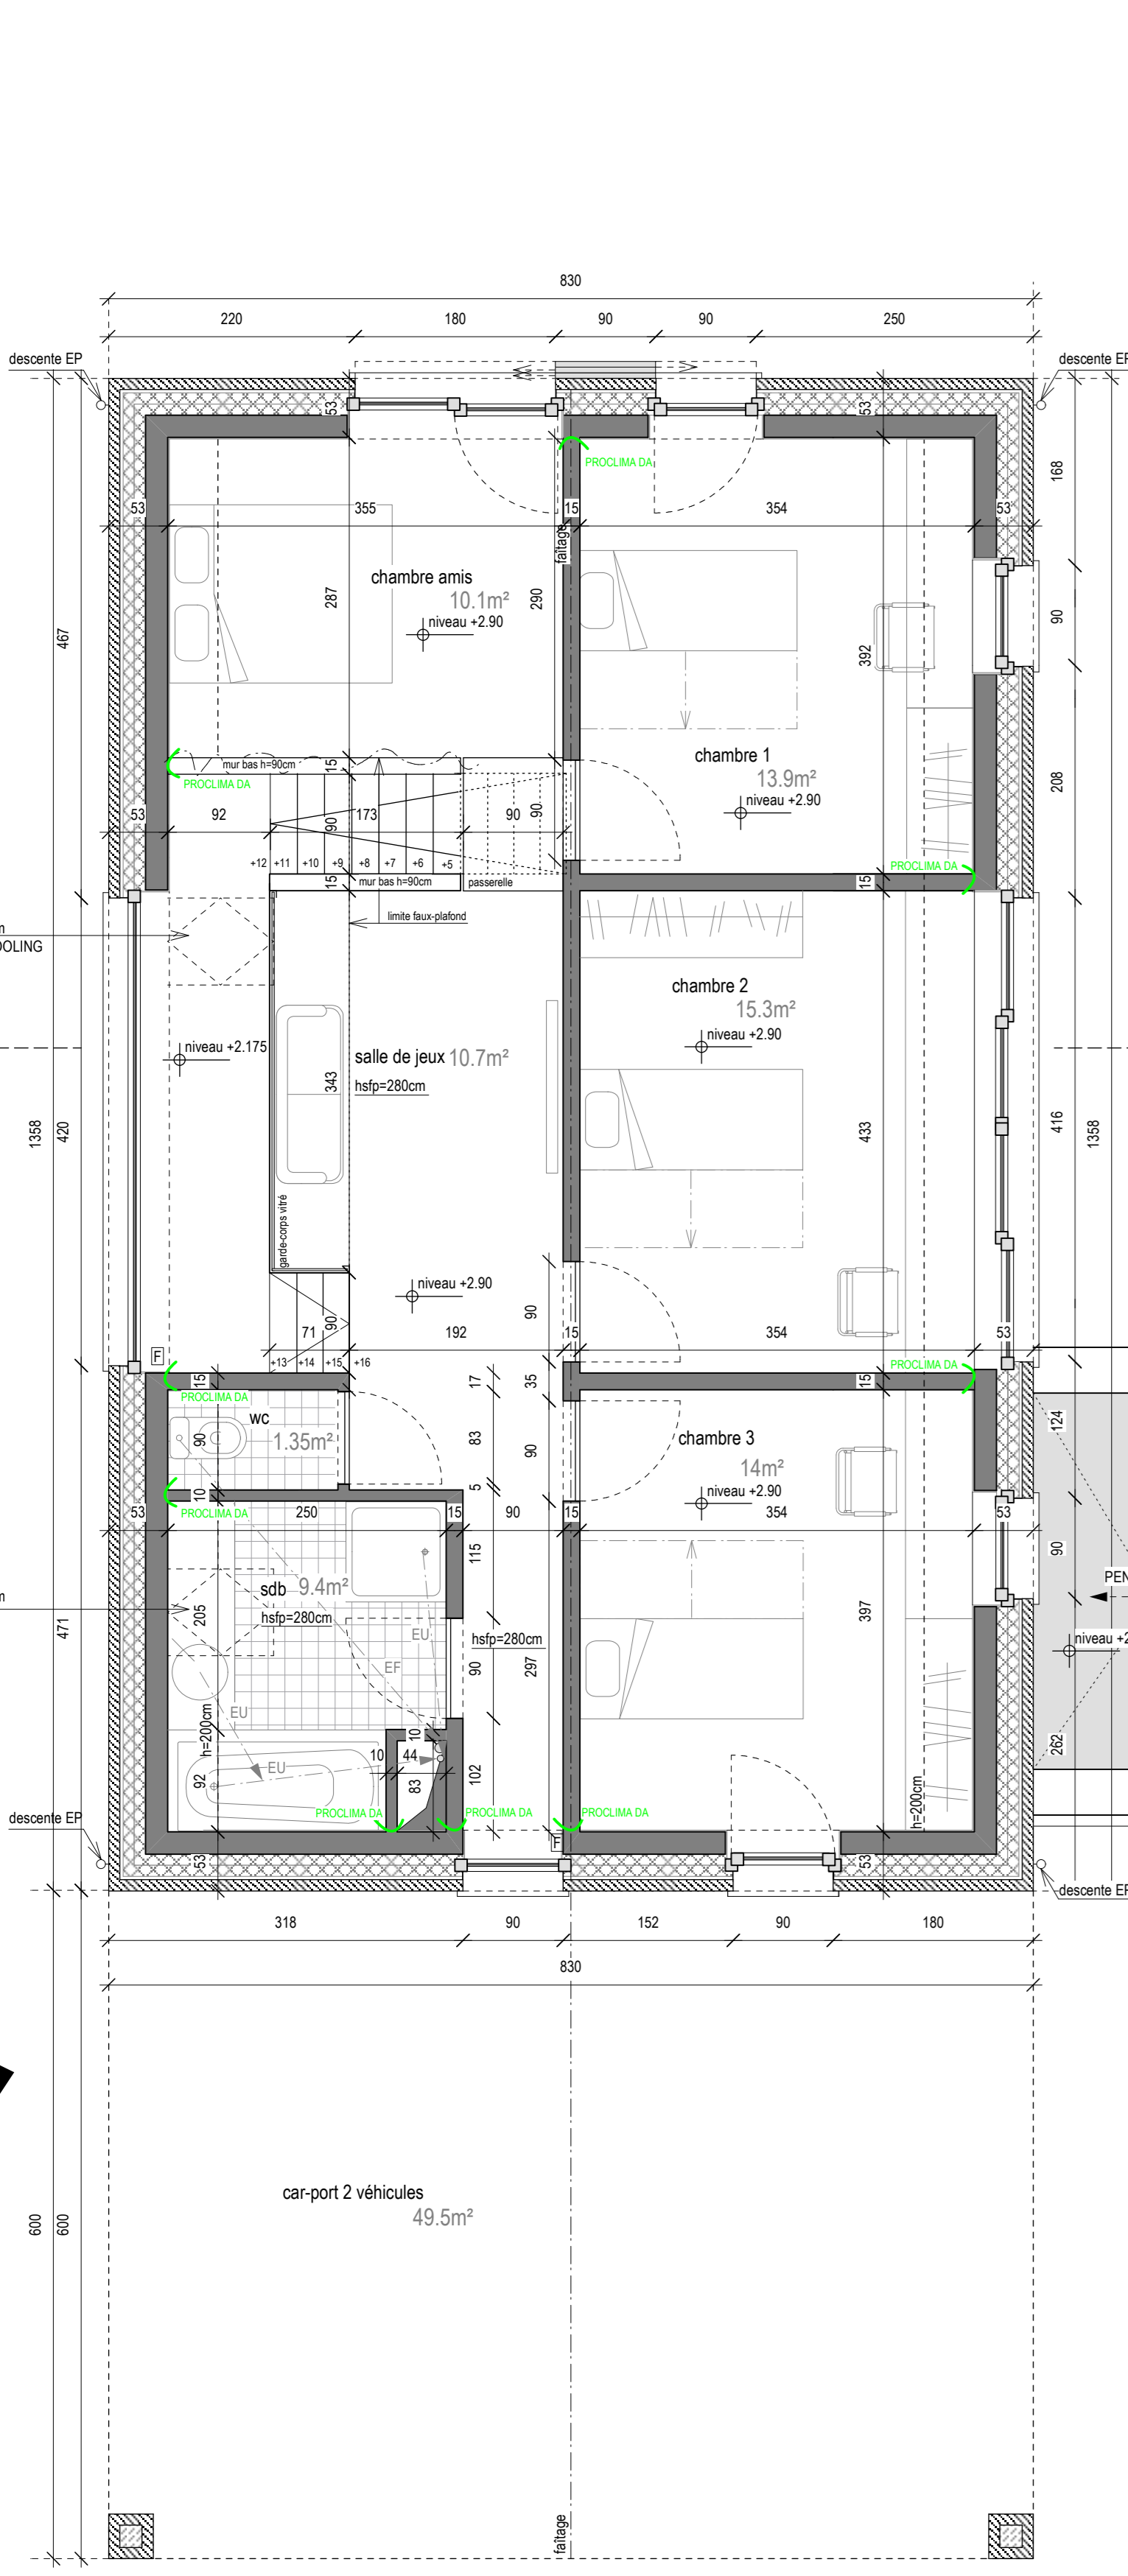 830
220
180
90
90
250
descente EP
descente EP
53
53
168
PROCLIMA DA
53
355
15
354
53
faîtage
chambre amis
10.1m²
niveau +2.90
287
290
467
90
392
chambre 1
13.9m²
niveau +2.90
mur bas h=90cm
15
PROCLIMA DA
208
53
92
90
173
90
90
+12
+11
+10
+9
+8
+7
+6
+5
PROCLIMA DA
15
mur bas h=90cm
passerelle
15
limite faux-plafond
OOLING
chambre 2
15.3m²
niveau +2.90
niveau +2.175
salle de jeux
10.7m²
hsfp=280cm
343
1358
420
433
416
1358
garde-corps vitré
niveau +2.90
90
71
90
192
15
354
53
F
+13
+14
+15
+16
PROCLIMA DA
15
PROCLIMA DA
17
35
15
wc
1.35m²
90
83
90
124
chambre 3
14m²
niveau +2.90
10
5
53
PROCLIMA DA
250
15
90
15
354
53
115
90
sdb
9.4m²
hsfp=280cm
205
EU
hsfp=280cm
EF
90
297
397
471
PEN
niveau +2
EU
h=200cm
10
10
44
EU
92
83
102
262
h=200cm
PROCLIMA DA
PROCLIMA DA
PROCLIMA DA
descente EP
F
53
53
descente EP
318
90
152
90
180
830
car-port 2 véhicules
49.5m²
600
600
faîtage